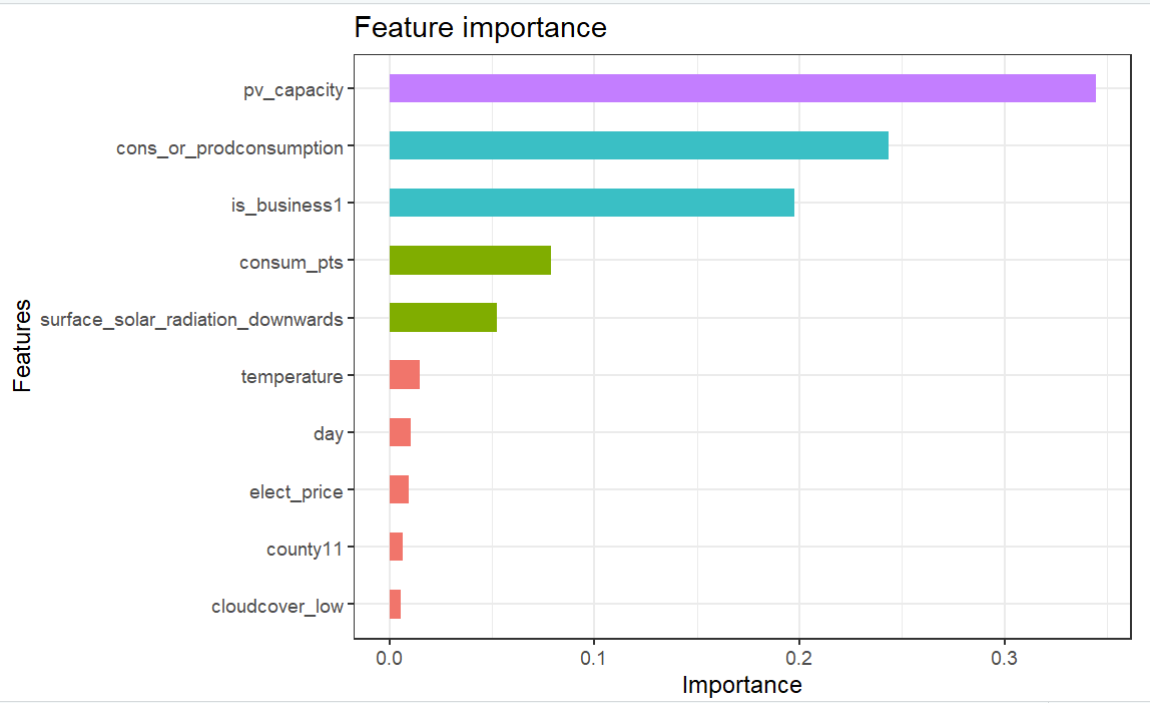 Feature importance
pv_capacity
cons_or_prodconsumption
is_business1
consum_pts
surface_solar_radiation_downwards
temperature
day
elect_price
county11
cloudcover_low
Features
0.0 0.1 0.2 0.3
Importance